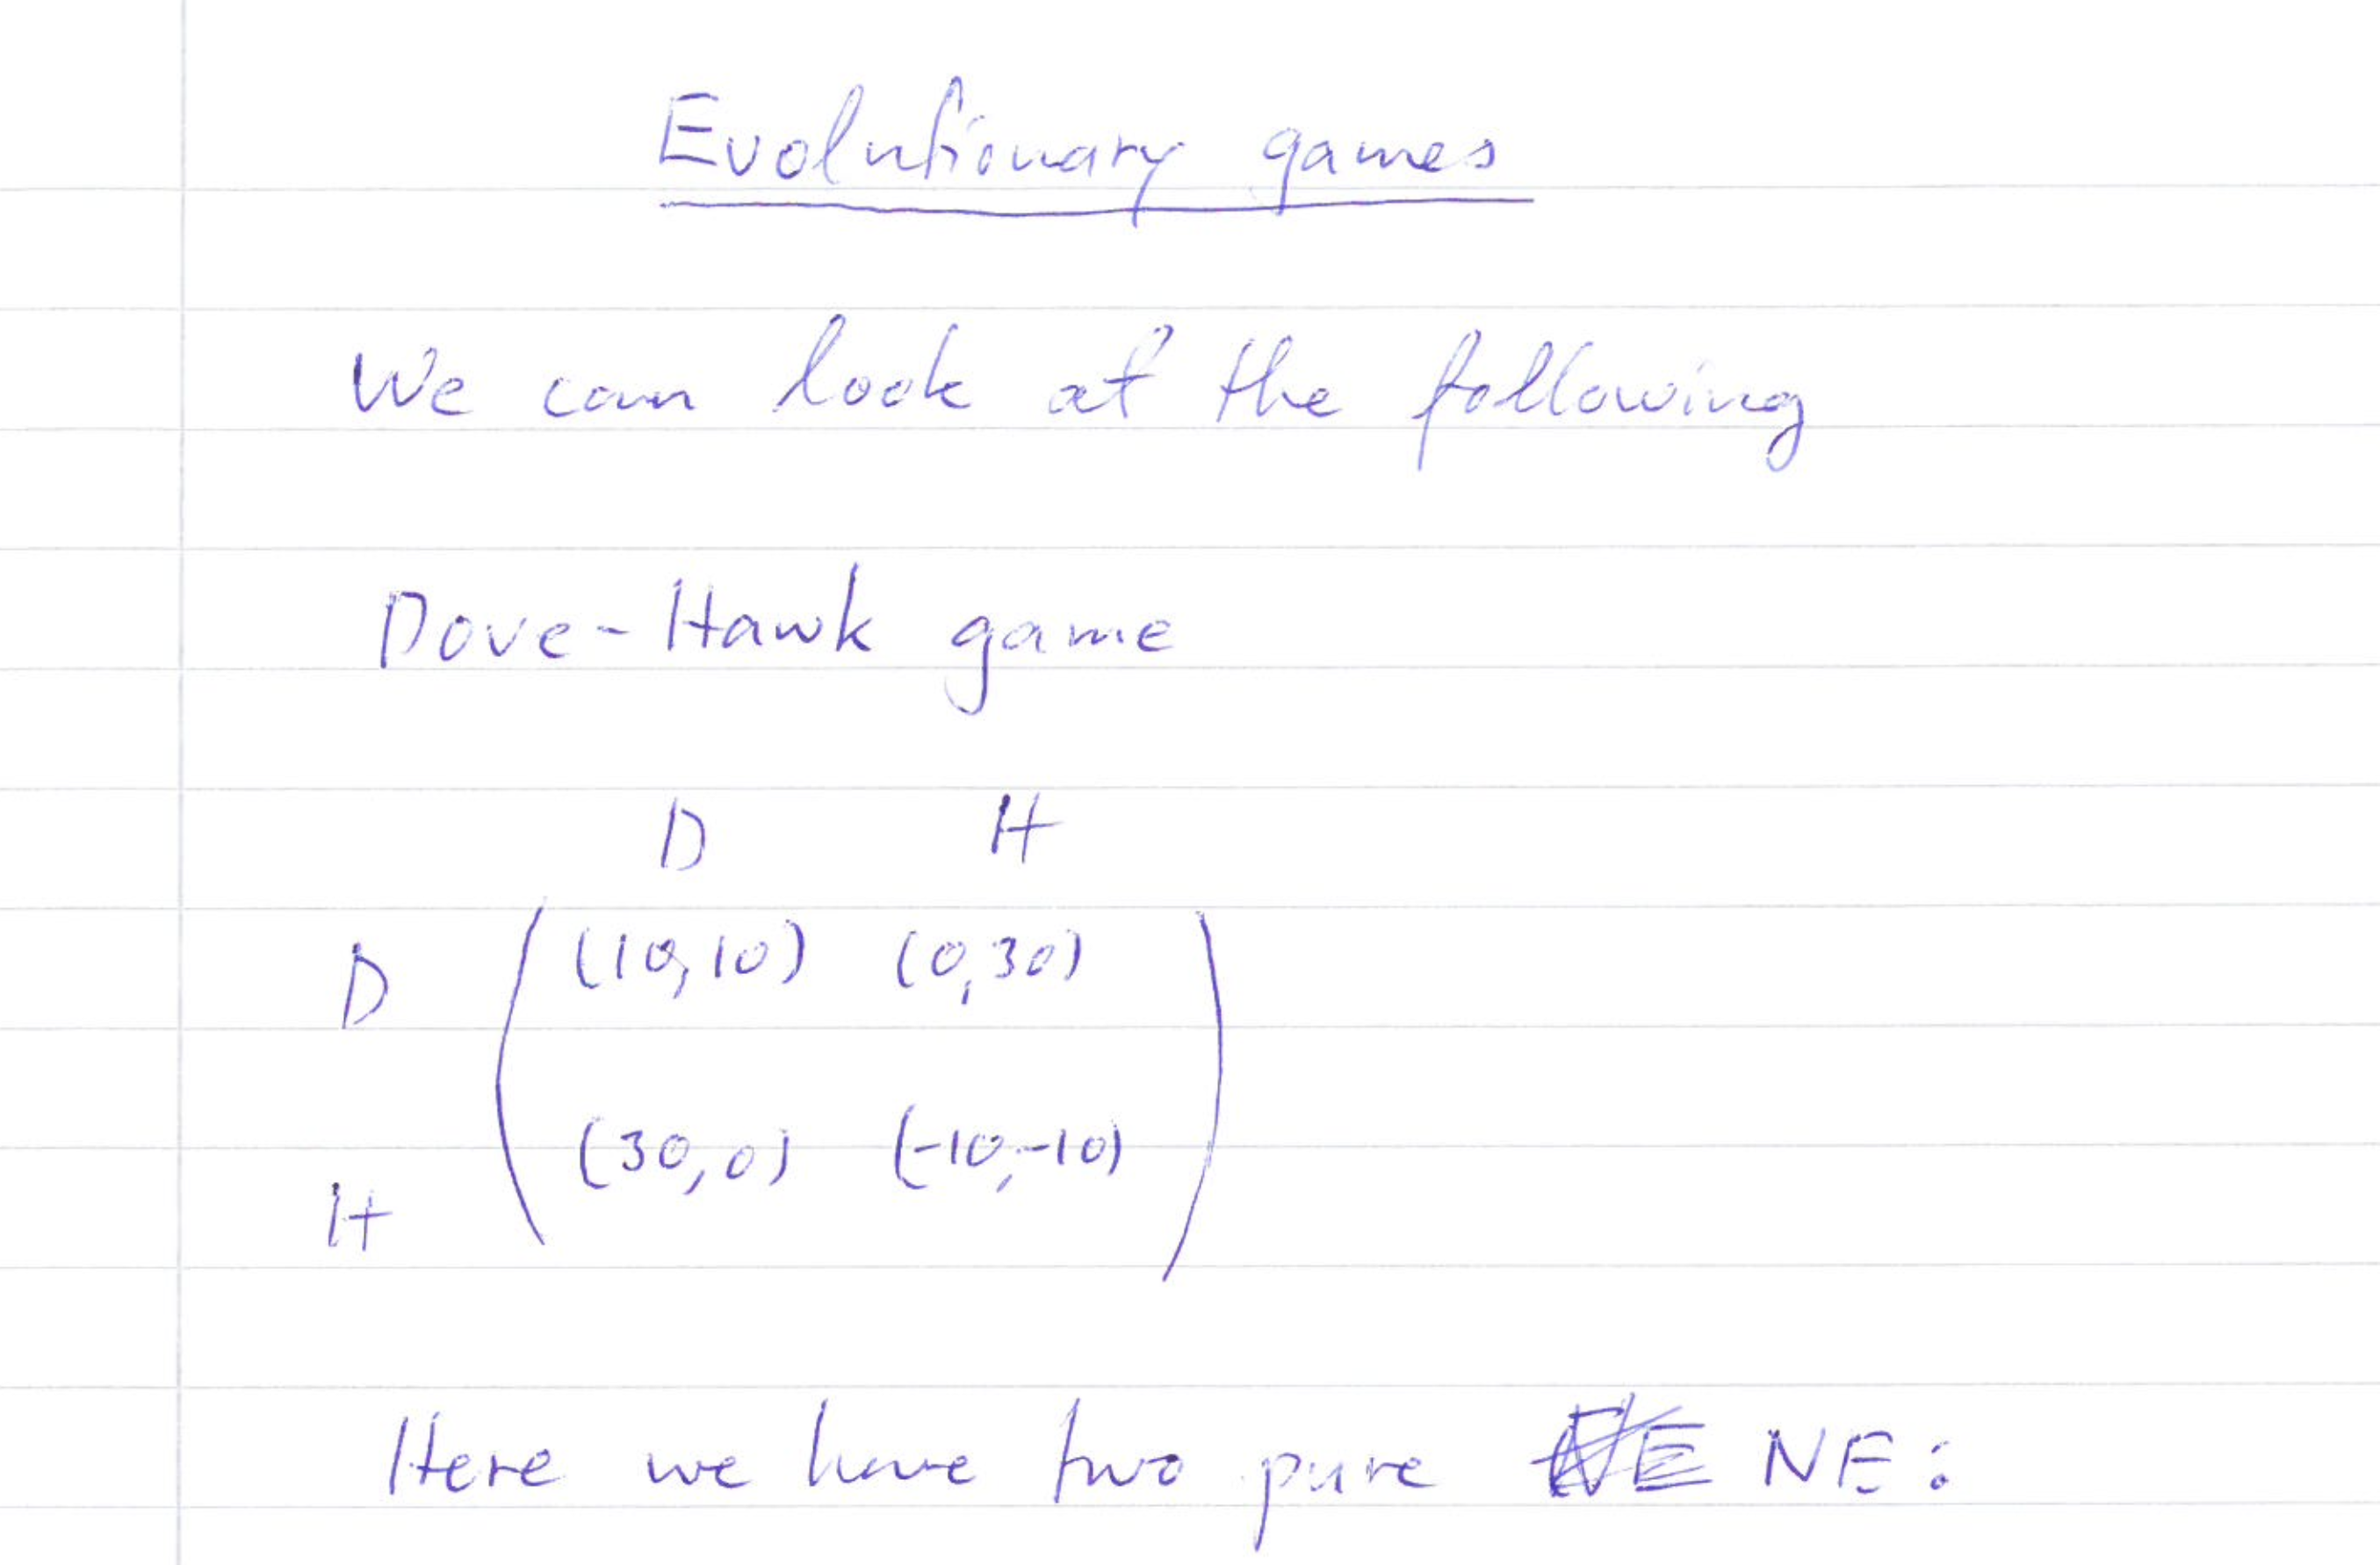 Evolutionary games
We can look at the following
Dove-Hawk game
D H
D (10,10) (0,30)
H (30,0) (-10,-10)
Here we have two pure NE: